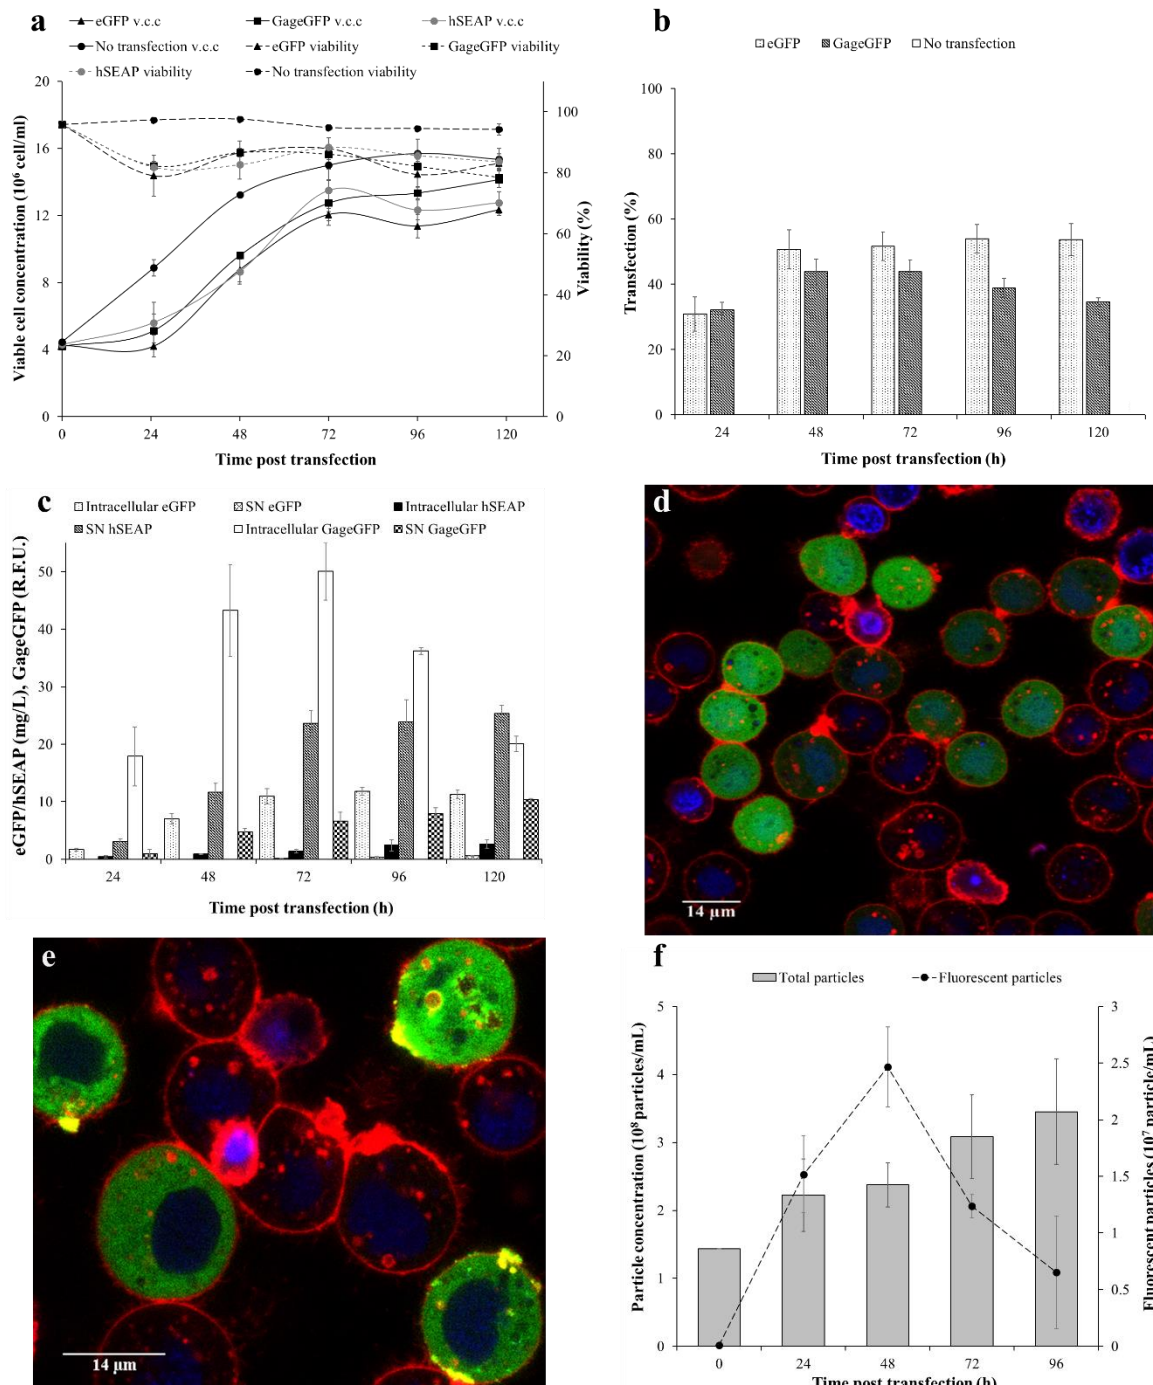 a
eGFP v.c.c GageGFP v.c.c hSEAP v.c.c
No transfection v.c.c eGFP viability GageGFP viability
hSEAP viability No transfection viability
Viable cell concentration (10⁶ cell/ml)
20
16
12
8
4
0
0 24 48 72 96 120
Time post transfection
100
80
60
40
20
0
Viability (%)
b
eGFP GageGFP No transfection
Transfection
(%)
100
80
60
40
20
0
24 48 72 96 120
Time post transfection (h)
c
Intracellular eGFP SN eGFP Intracellular hSEAP
SN hSEAP Intracellular GageGFP SN GageGFP
eGFP/hSEAP (mg/L), GageGFP (R.F.U.)
50
40
30
20
10
0
24 48 72 96 120
Time post transfection (h)
d
14 µm
e
14 µm
f
Total particles Fluorescent particles
Particle concentration (10⁸ particles/mL)
5
4
3
2
1
0
0 24 48 72 96
Time post transfection (h)
3
2.5
2
1.5
1
0.5
0
Fluorescent particles (10⁷ particle/mL)